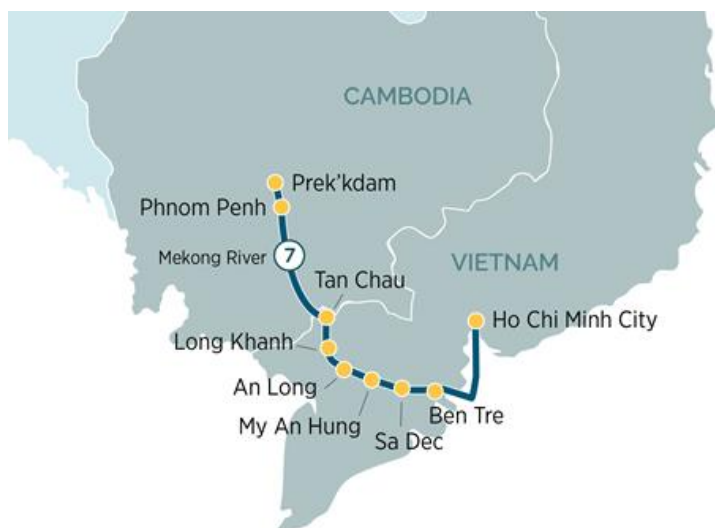 CAMBODIA
Prek'kdam
Phnom Penh
Mekong River
7
VIETNAM
Tan Chau
Ho Chi Minh City
Long Khanh
An Long
Ben Tre
My An Hung
Sa Dec